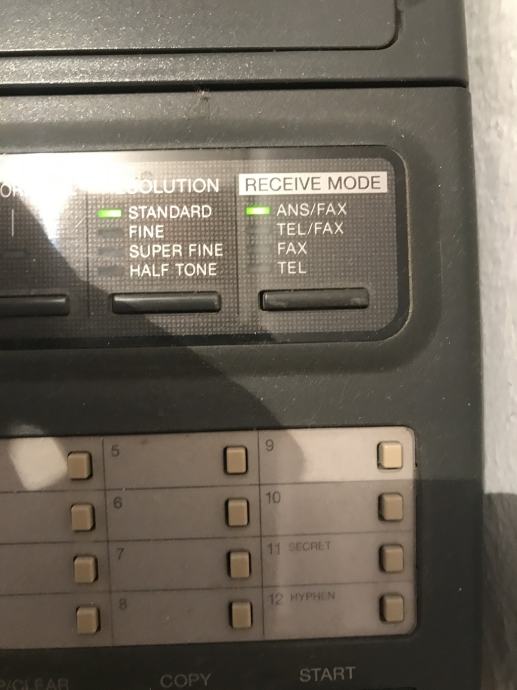 RESOLUTION
STANDARD
FINE
SUPER FINE
HALF TONE
RECEIVE MODE
ANS/FAX
TEL/FAX
FAX
TEL
5
6
7
8
9
10
11 SECRET
12 HYPHEN
P/CLEAR
COPY
START